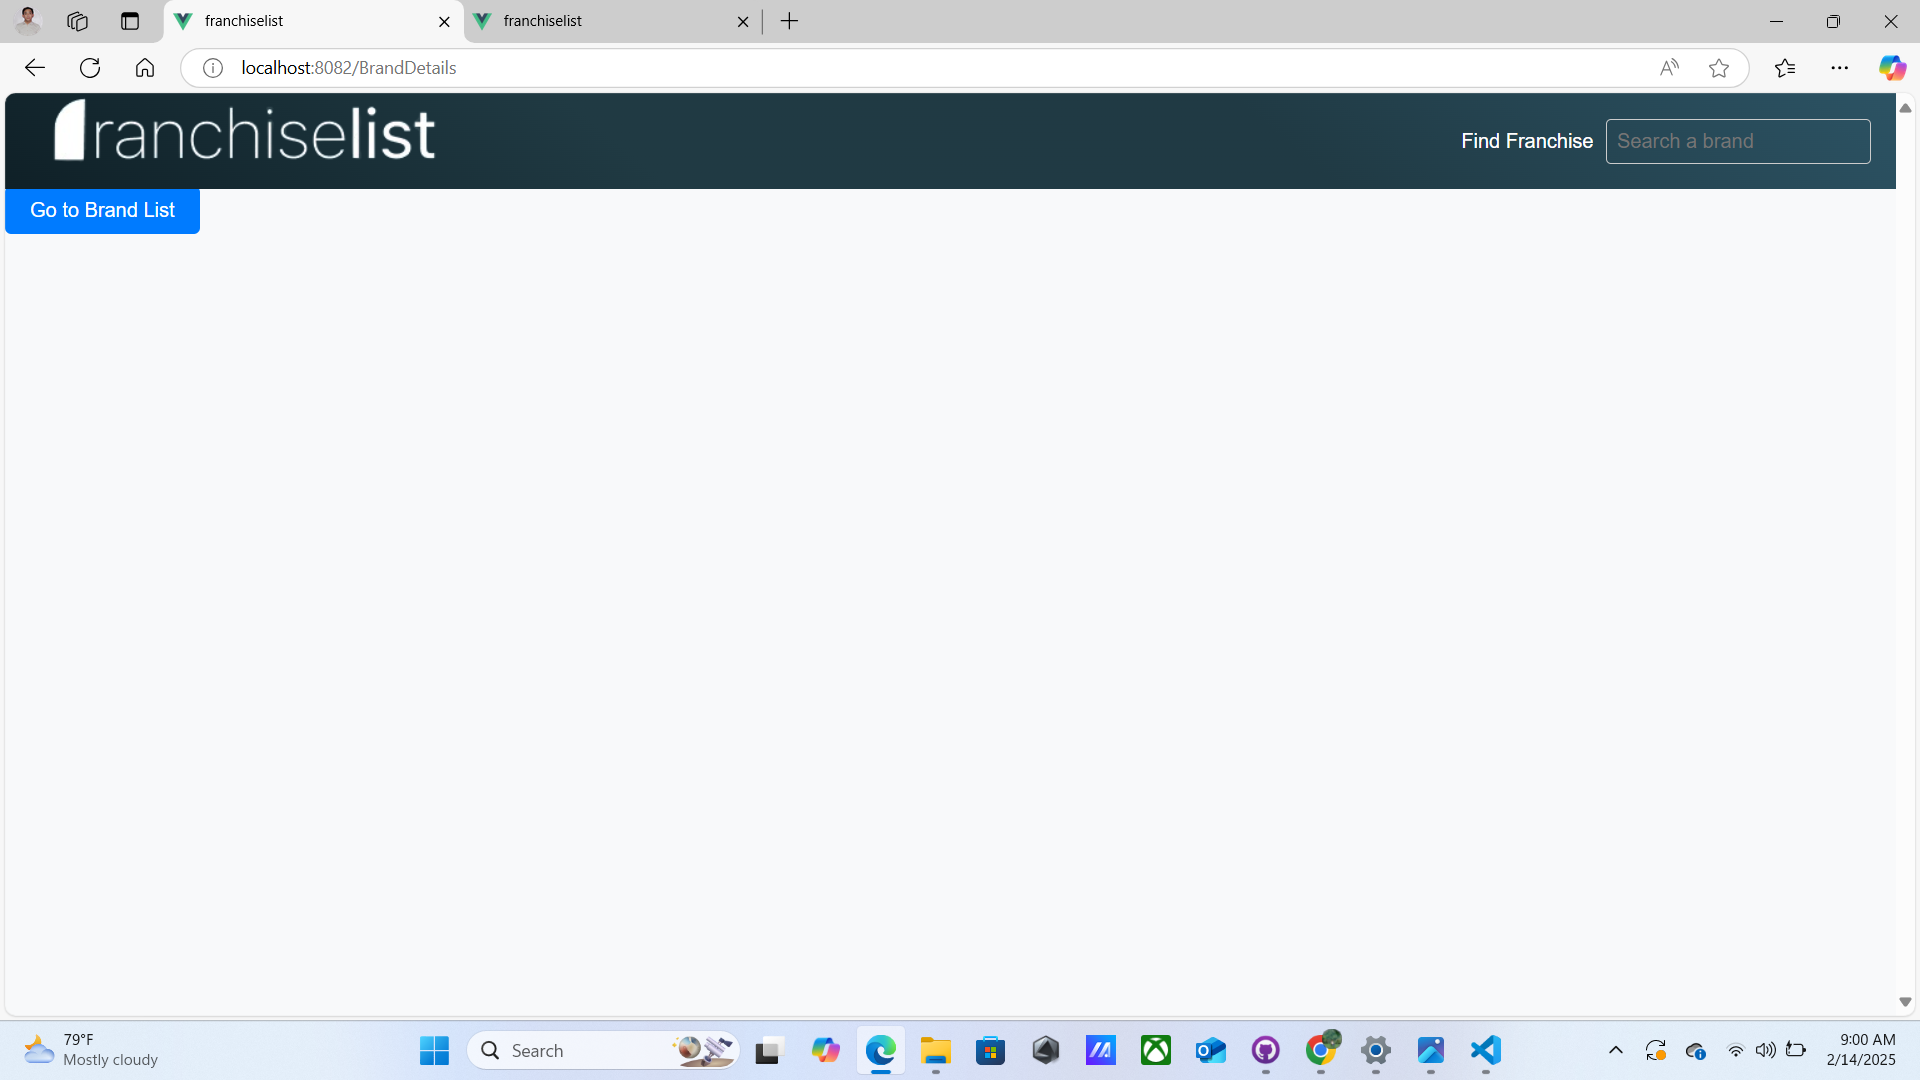 franchiselist
franchiselist
localhost:8082/BrandDetails
franchiselist
Find Franchise
Search a brand
Go to Brand List
79°F
Mostly cloudy
Search
9:00 AM
2/14/2025